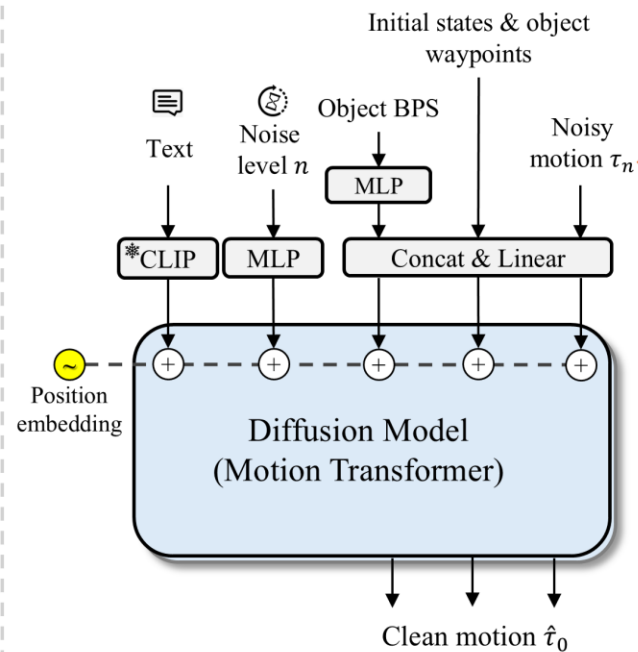 Initial states & object
waypoints
Text
Noise
level n
Object BPS
Noisy
motion τₙ
MLP
*CLIP
MLP
Concat & Linear
+ + + + +
~
Position
embedding
Diffusion Model
(Motion Transformer)
Clean motion τ̂₀